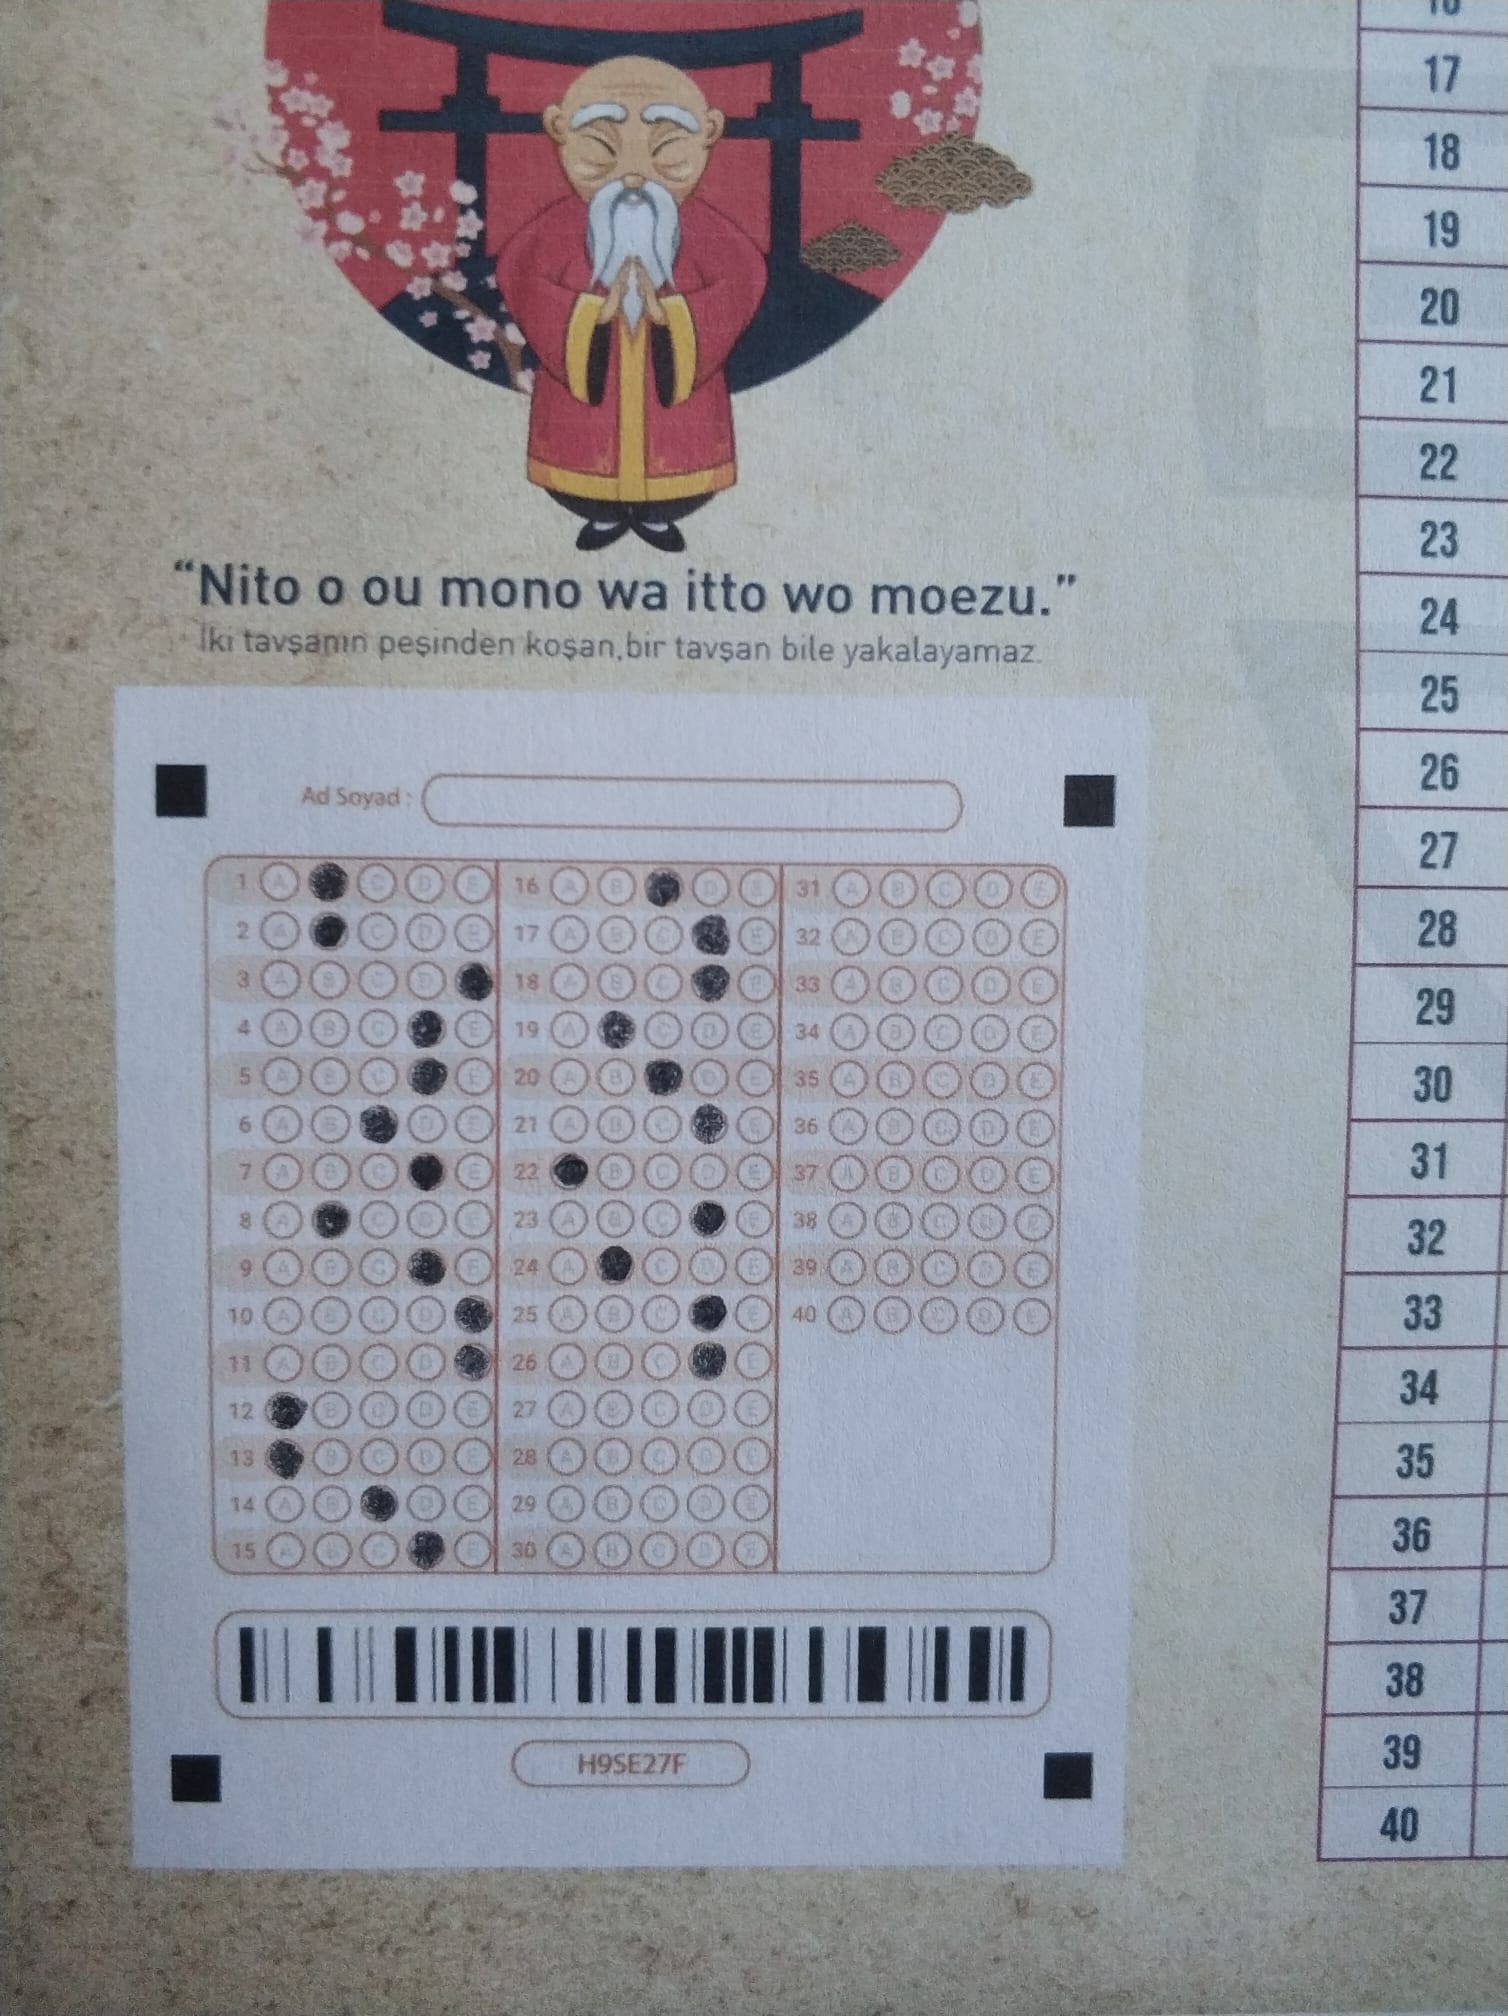 “Nito o ou mono wa itto wo moezu.”
İki tavşanın peşinden koşan,bir tavşan bile yakalayamaz.
Ad Soyad :
1 A C D E
2 A C D E
3 A B C D
4 A B C E
5 A B C E
6 A B D E
7 A B C E
8 A C D E
9 A B C E
10 A B C D
11 A B C D
12 B C D E
13 B C D E
14 A B D E
15 A B C E
16 A B D E
17 A B C E
18 A B C E
19 A C D E
20 A B D E
21 A B C E
22 B C D E
23 A B C E
24 A C D E
25 A B C E
26 A B C E
27 A B C D E
28 A B C D E
29 A B C D E
30 A B C D E
31 A B C D E
32 A B C D E
33 A B C D E
34 A B C D E
35 A B C D E
36 A B C D E
37 A B C D E
38 A B C D E
39 A B C D E
40 A B C D E
H9SE27F
17
18
19
20
21
22
23
24
25
26
27
28
29
30
31
32
33
34
35
36
37
38
39
40